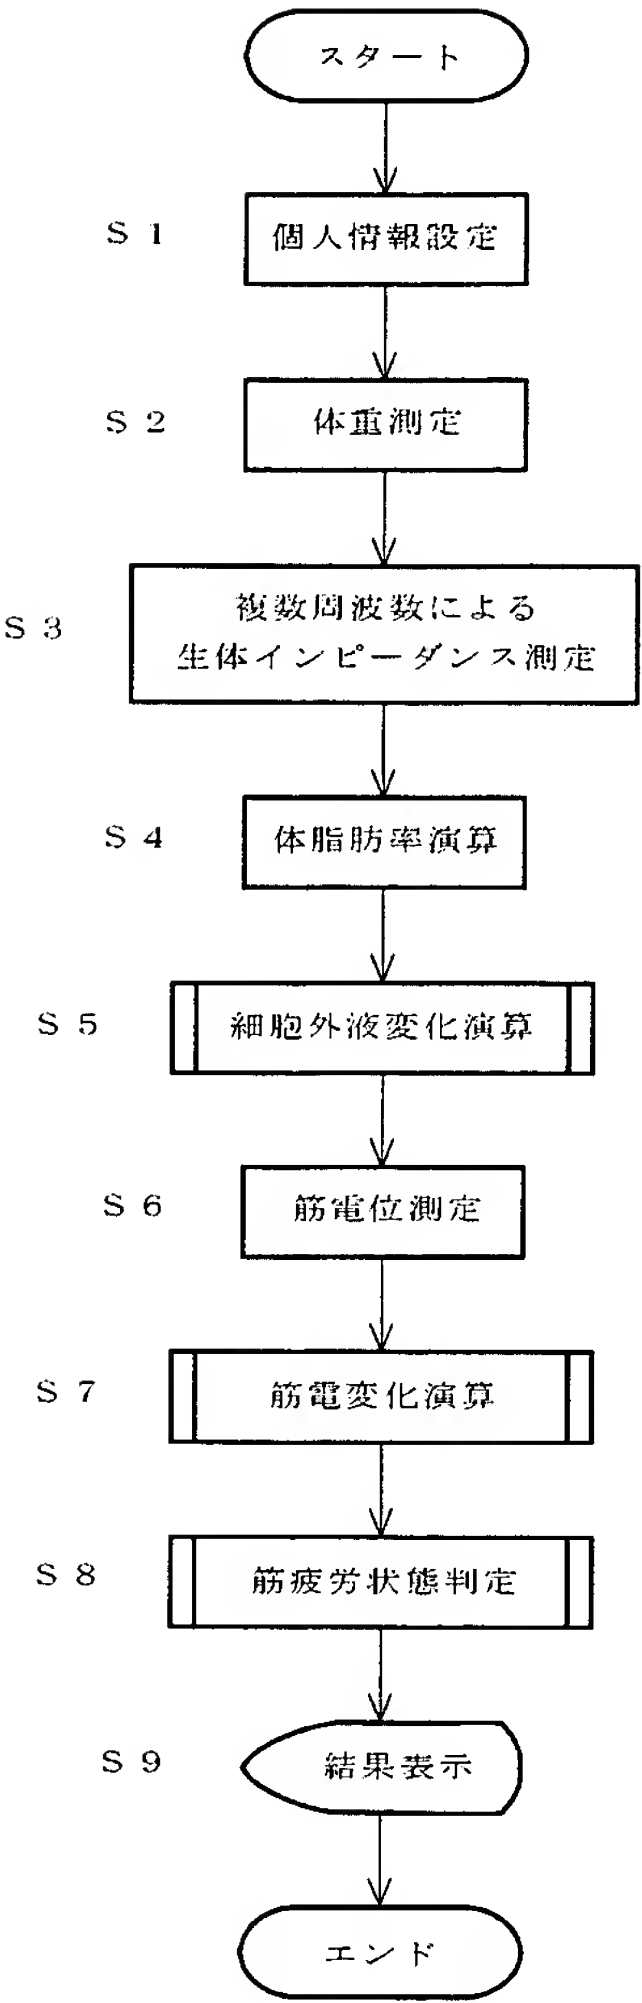 スタート
S 1
個人情報設定
S 2
体重測定
S 3
複数周波数による
生体インピーダンス測定
S 4
体脂肪率演算
S 5
細胞外液変化演算
S 6
筋電位測定
S 7
筋電変化演算
S 8
筋疲労状態判定
S 9
結果表示
エンド